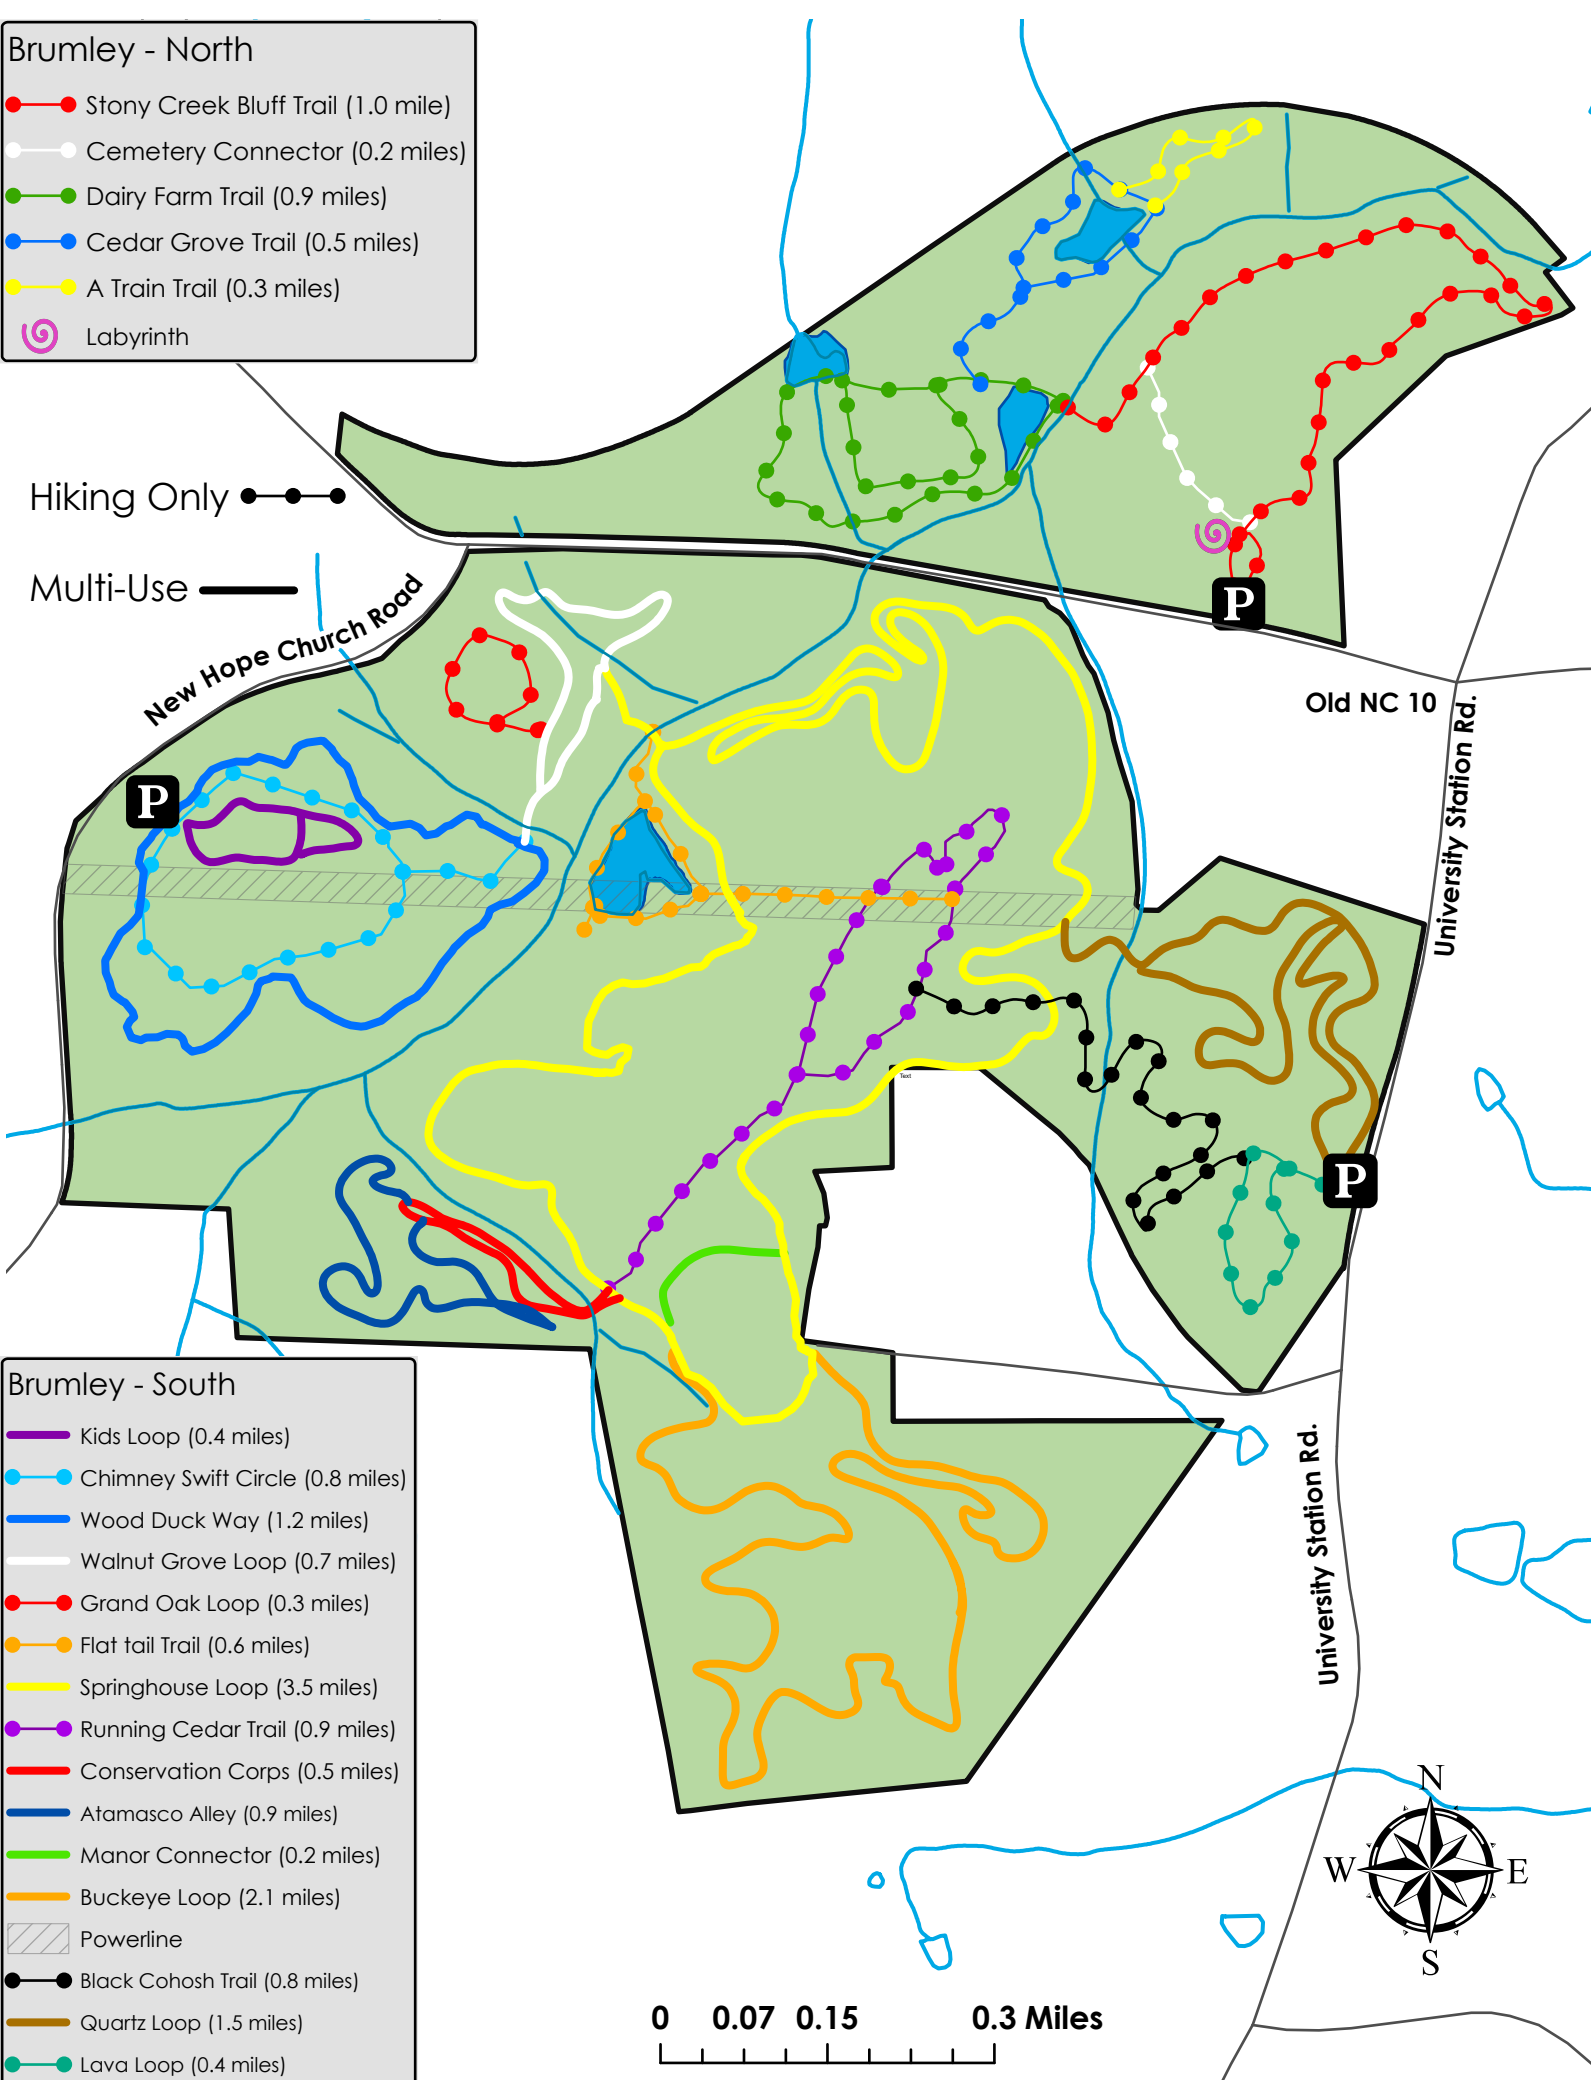 Brumley - North
Stony Creek Bluff Trail (1.0 mile)
Cemetery Connector (0.2 miles)
Dairy Farm Trail (0.9 miles)
Cedar Grove Trail (0.5 miles)
A Train Trail (0.3 miles)
Labyrinth
Hiking Only
Multi-Use
New Hope Church Road
P
P
Old NC 10
University Station Rd.
Text
P
University Station Rd.
Brumley - South
Kids Loop (0.4 miles)
Chimney Swift Circle (0.8 miles)
Wood Duck Way (1.2 miles)
Walnut Grove Loop (0.7 miles)
Grand Oak Loop (0.3 miles)
Flat tail Trail (0.6 miles)
Springhouse Loop (3.5 miles)
Running Cedar Trail (0.9 miles)
Conservation Corps (0.5 miles)
Atamasco Alley (0.9 miles)
Manor Connector (0.2 miles)
Buckeye Loop (2.1 miles)
Powerline
Black Cohosh Trail (0.8 miles)
Quartz Loop (1.5 miles)
Lava Loop (0.4 miles)
N
W E
S
0 0.07 0.15 0.3 Miles